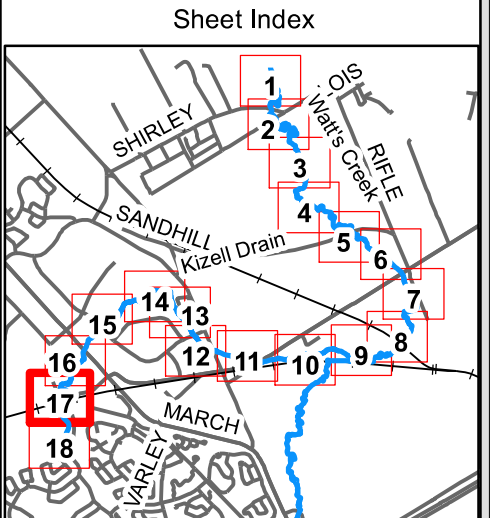 Sheet Index
1
OIS
SHIRLEY
2
Watt's Creek
RIFLE
3
4
SANDHILL
5
Kizell Drain
6
7
14
13
15
8
12
11
10
9
16
17
MARCH
VARLEY
18